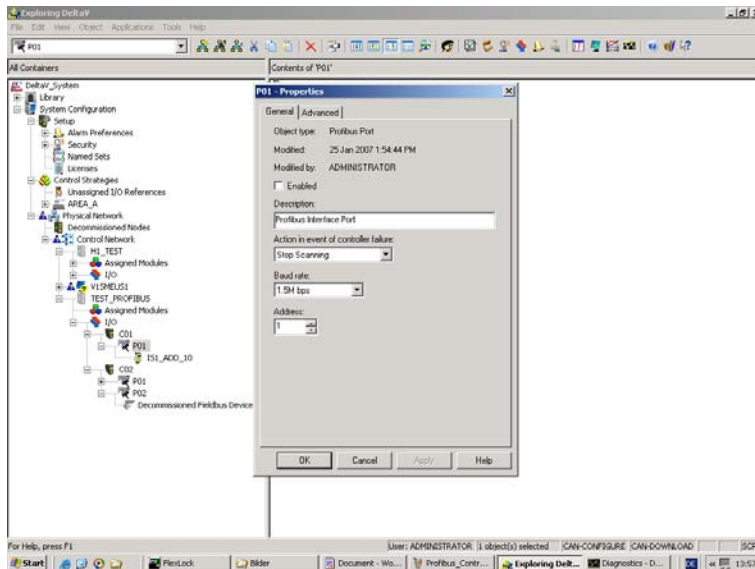 Exploring DeltaV
File Edit View Object Applications Tools Help
P01
All Containers
Contents of 'P01'
DeltaV_System
Library
System Configuration
Setup
Alarm Preferences
Security
Named Sets
Licenses
Control Strategies
Unassigned I/O References
AREA_A
Physical Network
Decommissioned Nodes
Control Network
H1_TEST
Assigned Modules
I/O
V15MEUS1
TEST_PROFIBUS
Assigned Modules
I/O
C01
P01
IS1_ADD_10
C02
P01
P02
Decommissioned Fieldbus Device
P01 - Properties
General Advanced
Object type: Profibus Port
Modified: 25 Jan 2007 1:54:44 PM
Modified by: ADMINISTRATOR
Enabled
Description:
Profibus Interface Port
Action in event of controller failure:
Stop Scanning
Baud rate:
1.5M bps
Address:
1
OK Cancel Apply Help
For Help, press F1
User: ADMINISTRATOR 1 object(s) selected CAN-CONFIGURE CAN-DOWNLOAD
Start FlexLock Bilder Document - Wo... Profibus_Contr... Exploring Delt... Diagnostics - D... DE